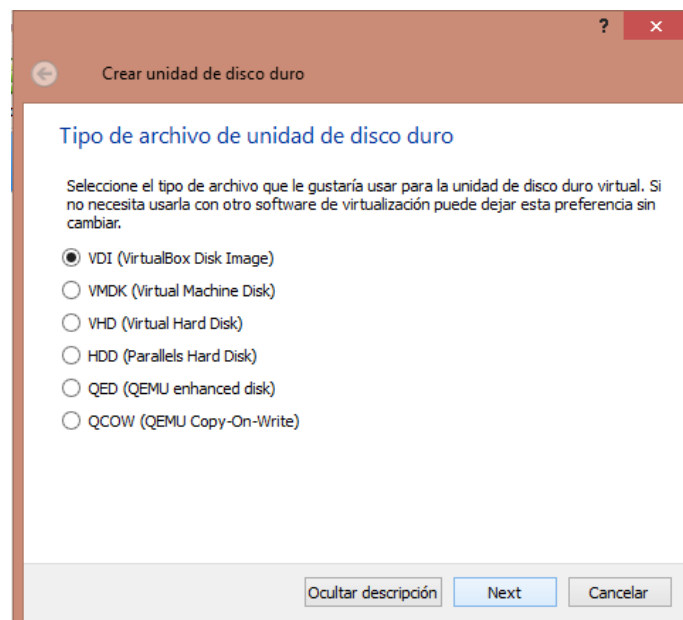 ?
Crear unidad de disco duro
Tipo de archivo de unidad de disco duro
Seleccione el tipo de archivo que le gustaría usar para la unidad de disco duro virtual. Si
no necesita usarla con otro software de virtualización puede dejar esta preferencia sin
cambiar.
VDI (VirtualBox Disk Image)
VMDK (Virtual Machine Disk)
VHD (Virtual Hard Disk)
HDD (Parallels Hard Disk)
QED (QEMU enhanced disk)
QCOW (QEMU Copy-On-Write)
Ocultar descripción Next Cancelar